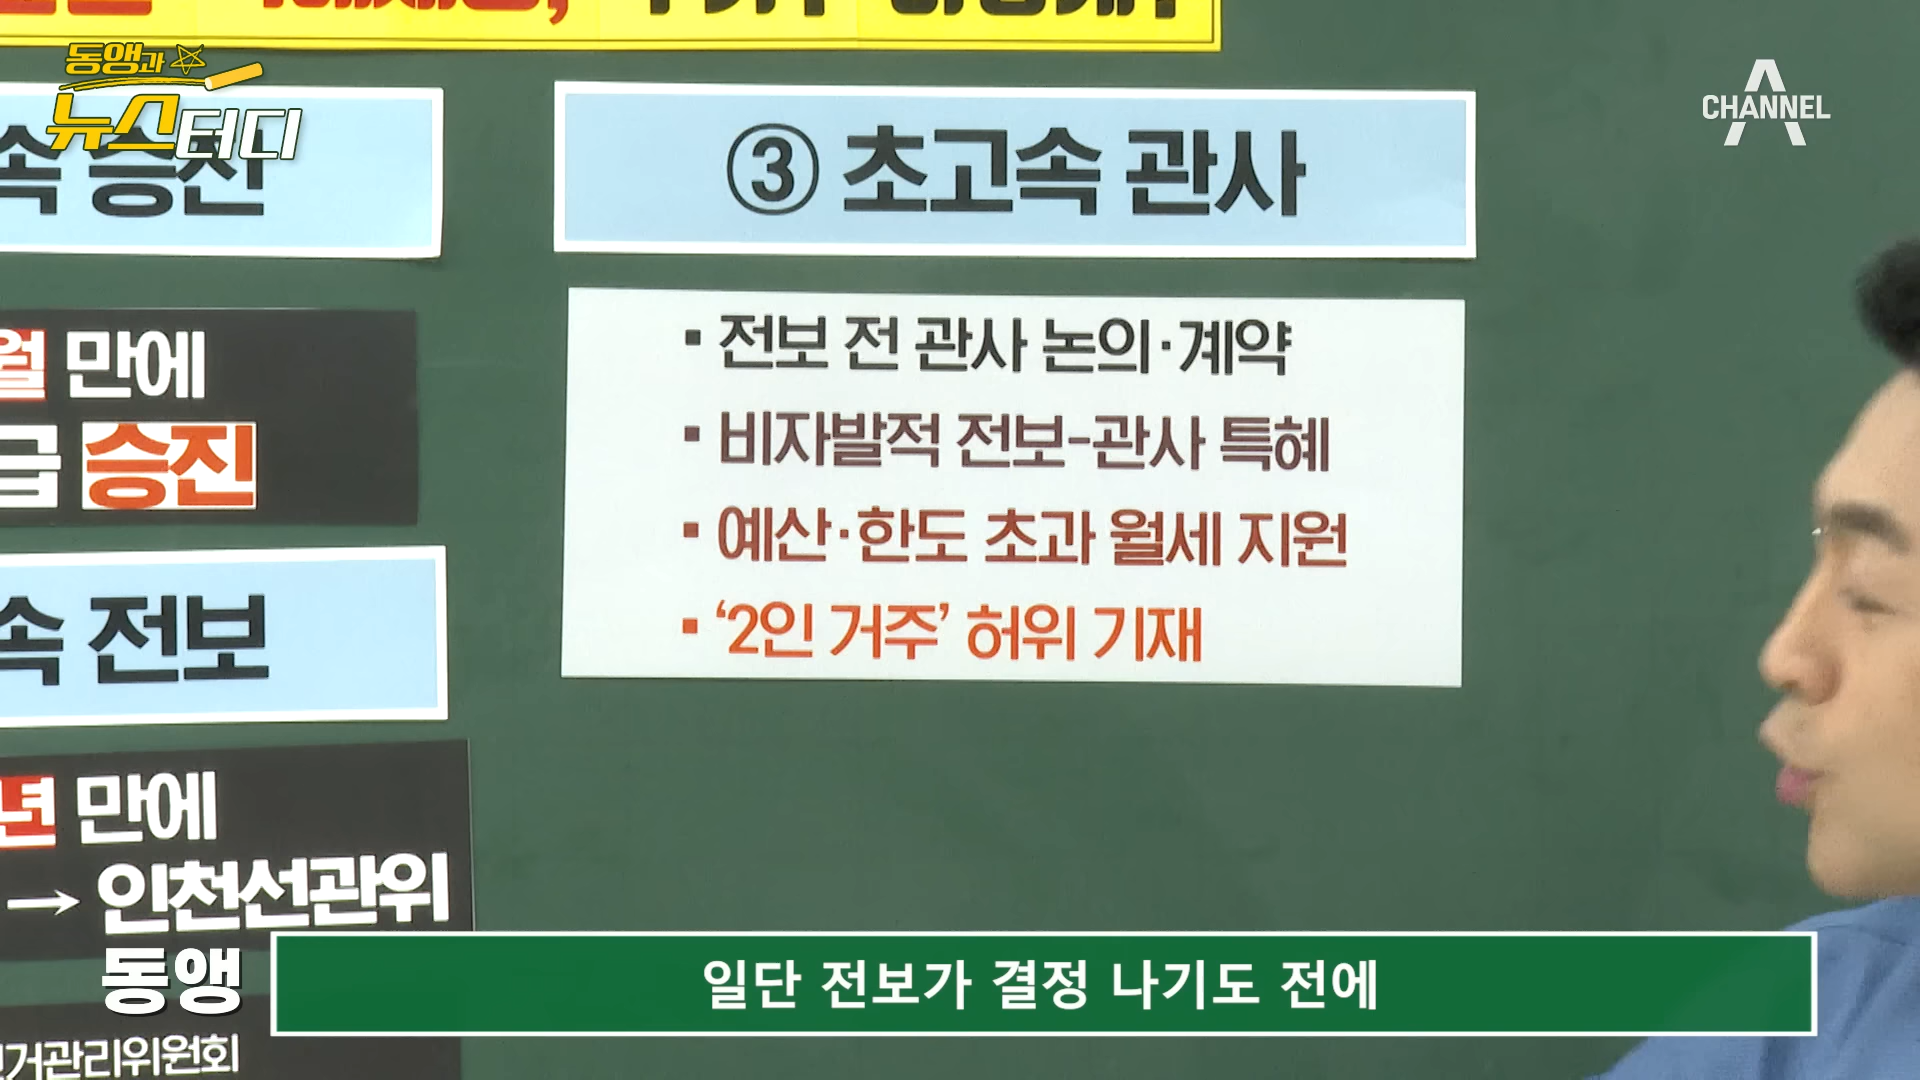 동앵과
뉴스터디
CHANNEL A
속 승진
③ 초고속 관사
월 만에
급 승진
▪ 전보 전 관사 논의·계약
▪ 비자발적 전보-관사 특혜
▪ 예산·한도 초과 월세 지원
▪ ‘2인 거주’ 허위 기재
속 전보
년 만에
→ 인천선관위
거관리위원회
동앵
일단 전보가 결정 나기도 전에